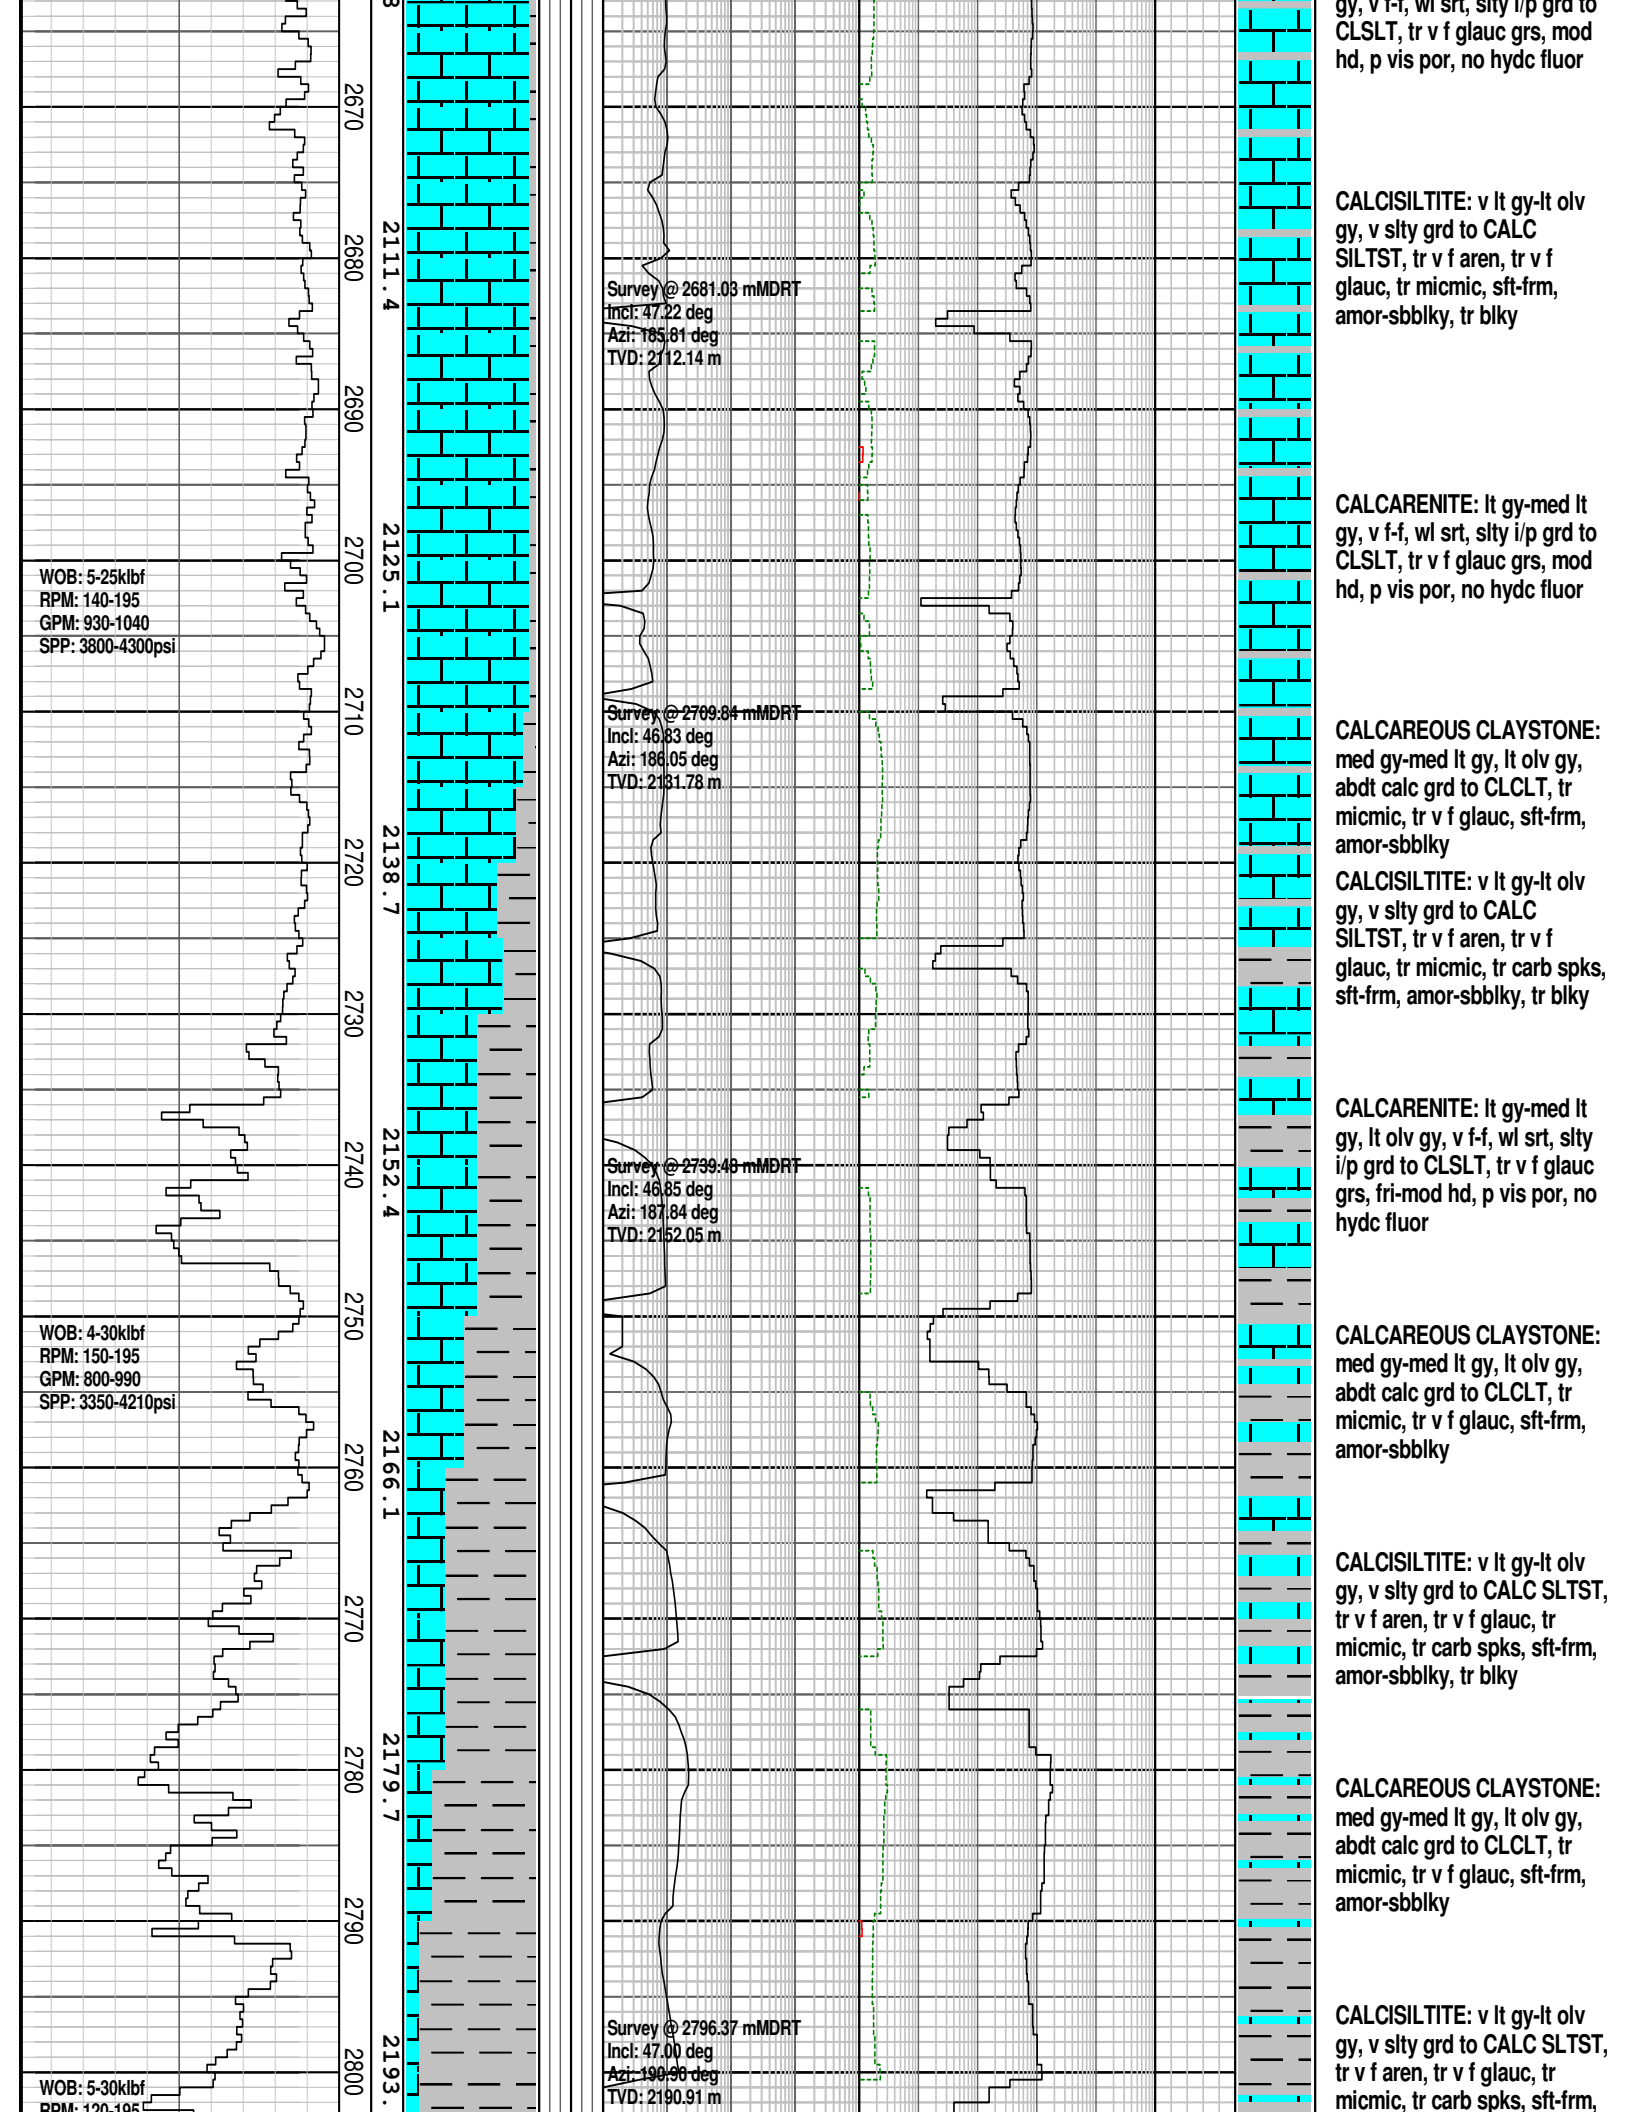 WOB: 5-25klbf
RPM: 140-195
GPM: 930-1040
SPP: 3800-4300psi
WOB: 4-30klbf
RPM: 150-195
GPM: 800-990
SPP: 3350-4210psi
WOB: 5-30klbf
RPM: 120-195
2670
2680
2690
2700
2710
2720
2730
2740
2750
2760
2770
2780
2790
2800
8
2111.4
2125.1
2138.7
2152.4
2166.1
2179.7
2193.
Survey @ 2681.03 mMDRT
Incl: 47.22 deg
Azi: 185.81 deg
TVD: 2112.14 m
Survey @ 2709.84 mMDRT
Incl: 46.83 deg
Azi: 186.05 deg
TVD: 2131.78 m
Survey @ 2739.48 mMDRT
Incl: 46.85 deg
Azi: 187.84 deg
TVD: 2152.05 m
Survey @ 2796.37 mMDRT
Incl: 47.00 deg
Azi: 190.90 deg
TVD: 2190.91 m
gy, v f-f, wl srt, slty i/p grd to
CLSLT, tr v f glauc grs, mod
hd, p vis por, no hydc fluor
CALCISILTITE: v lt gy-lt olv
gy, v slty grd to CALC
SILTST, tr v f aren, tr v f
glauc, tr micmic, sft-frm,
amor-sbblky, tr blky
CALCARENITE: lt gy-med lt
gy, v f-f, wl srt, slty i/p grd to
CLSLT, tr v f glauc grs, mod
hd, p vis por, no hydc fluor
CALCAREOUS CLAYSTONE:
med gy-med lt gy, lt olv gy,
abdt calc grd to CLCLT, tr
micmic, tr v f glauc, sft-frm,
amor-sbblky
CALCISILTITE: v lt gy-lt olv
gy, v slty grd to CALC
SILTST, tr v f aren, tr v f
glauc, tr micmic, tr carb spks,
sft-frm, amor-sbblky, tr blky
CALCARENITE: lt gy-med lt
gy, lt olv gy, v f-f, wl srt, slty
i/p grd to CLSLT, tr v f glauc
grs, fri-mod hd, p vis por, no
hydc fluor
CALCAREOUS CLAYSTONE:
med gy-med lt gy, lt olv gy,
abdt calc grd to CLCLT, tr
micmic, tr v f glauc, sft-frm,
amor-sbblky
CALCISILTITE: v lt gy-lt olv
gy, v slty grd to CALC SLTST,
tr v f aren, tr v f glauc, tr
micmic, tr carb spks, sft-frm,
amor-sbblky, tr blky
CALCAREOUS CLAYSTONE:
med gy-med lt gy, lt olv gy,
abdt calc grd to CLCLT, tr
micmic, tr v f glauc, sft-frm,
amor-sbblky
CALCISILTITE: v lt gy-lt olv
gy, v slty grd to CALC SLTST,
tr v f aren, tr v f glauc, tr
micmic, tr carb spks, sft-frm,